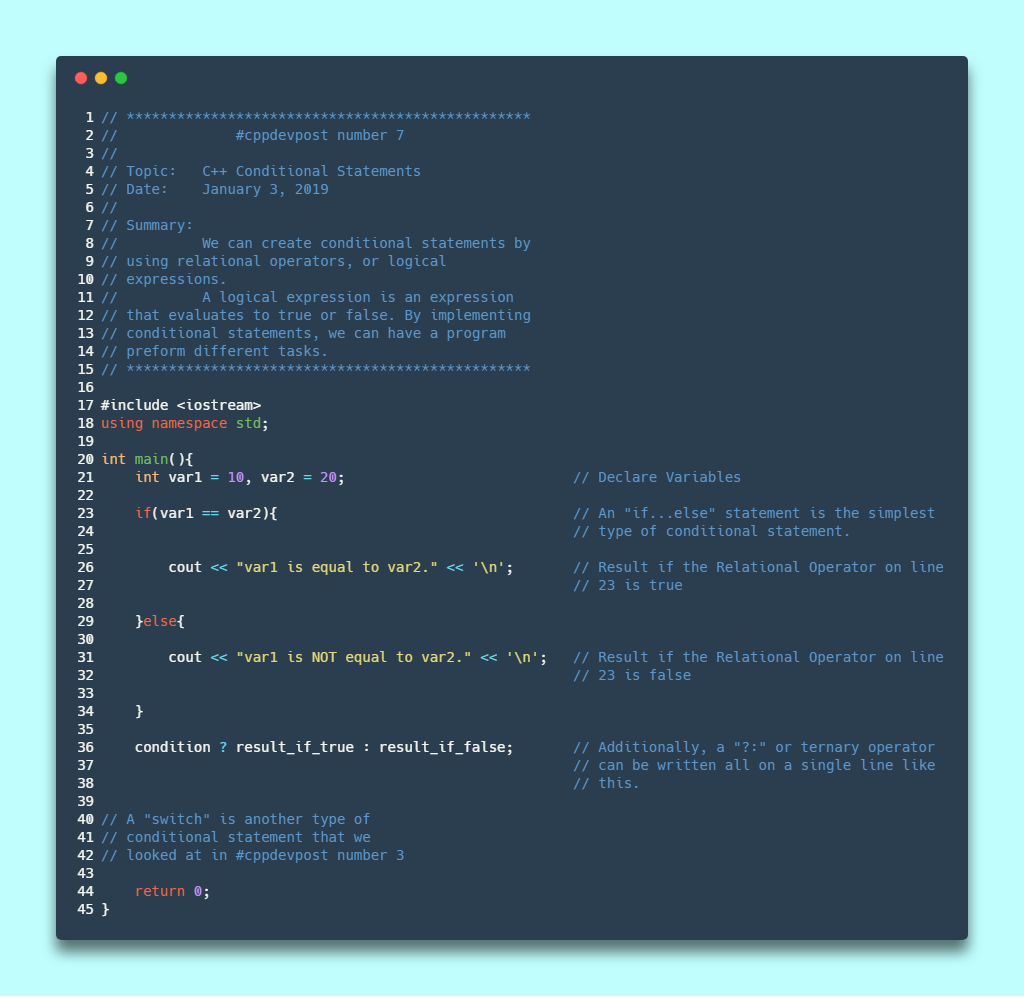 1 // ************************************************
2 //              #cppdevpost number 7
3 //
4 // Topic:   C++ Conditional Statements
5 // Date:    January 3, 2019
6 //
7 // Summary:
8 //          We can create conditional statements by
9 // using relational operators, or logical
10 // expressions.
11 //          A logical expression is an expression
12 // that evaluates to true or false. By implementing
13 // conditional statements, we can have a program
14 // preform different tasks.
15 // ************************************************
16
17 #include <iostream>
18 using namespace std;
19
20 int main(){
21     int var1 = 10, var2 = 20;                           // Declare Variables
22
23     if(var1 == var2){                                   // An "if...else" statement is the simplest
24                                                         // type of conditional statement.
25
26         cout << "var1 is equal to var2." << '\n';       // Result if the Relational Operator on line
27                                                         // 23 is true
28
29     }else{
30
31         cout << "var1 is NOT equal to var2." << '\n';   // Result if the Relational Operator on line
32                                                         // 23 is false
33
34     }
35
36     condition ? result_if_true : result_if_false;       // Additionally, a "?:" or ternary operator
37                                                         // can be written all on a single line like
38                                                         // this.
39
40 // A "switch" is another type of
41 // conditional statement that we
42 // looked at in #cppdevpost number 3
43
44     return 0;
45 }